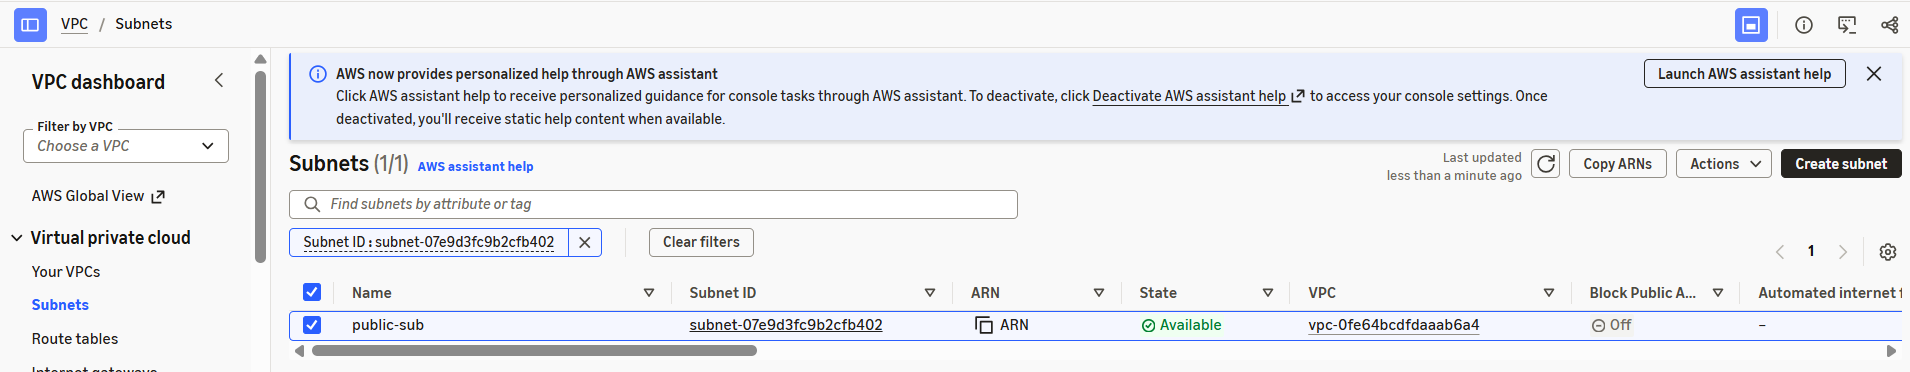 VPC / Subnets
VPC dashboard
Filter by VPC
Choose a VPC
AWS Global View
Virtual private cloud
Your VPCs
Subnets
Route tables
Internet gateways
AWS now provides personalized help through AWS assistant
Launch AWS assistant help
Click AWS assistant help to receive personalized guidance for console tasks through AWS assistant. To deactivate, click Deactivate AWS assistant help to access your console settings. Once
deactivated, you'll receive static help content when available.
Subnets (1/1) AWS assistant help
Last updated
less than a minute ago
Copy ARNs
Actions
Create subnet
Find subnets by attribute or tag
Subnet ID : subnet-07e9d3fc9b2cfb402
Clear filters
1
Name Subnet ID ARN State VPC Block Public A... Automated internet
public-sub subnet-07e9d3fc9b2cfb402 ARN Available vpc-0fe64bcdfdaaab6a4 Off –